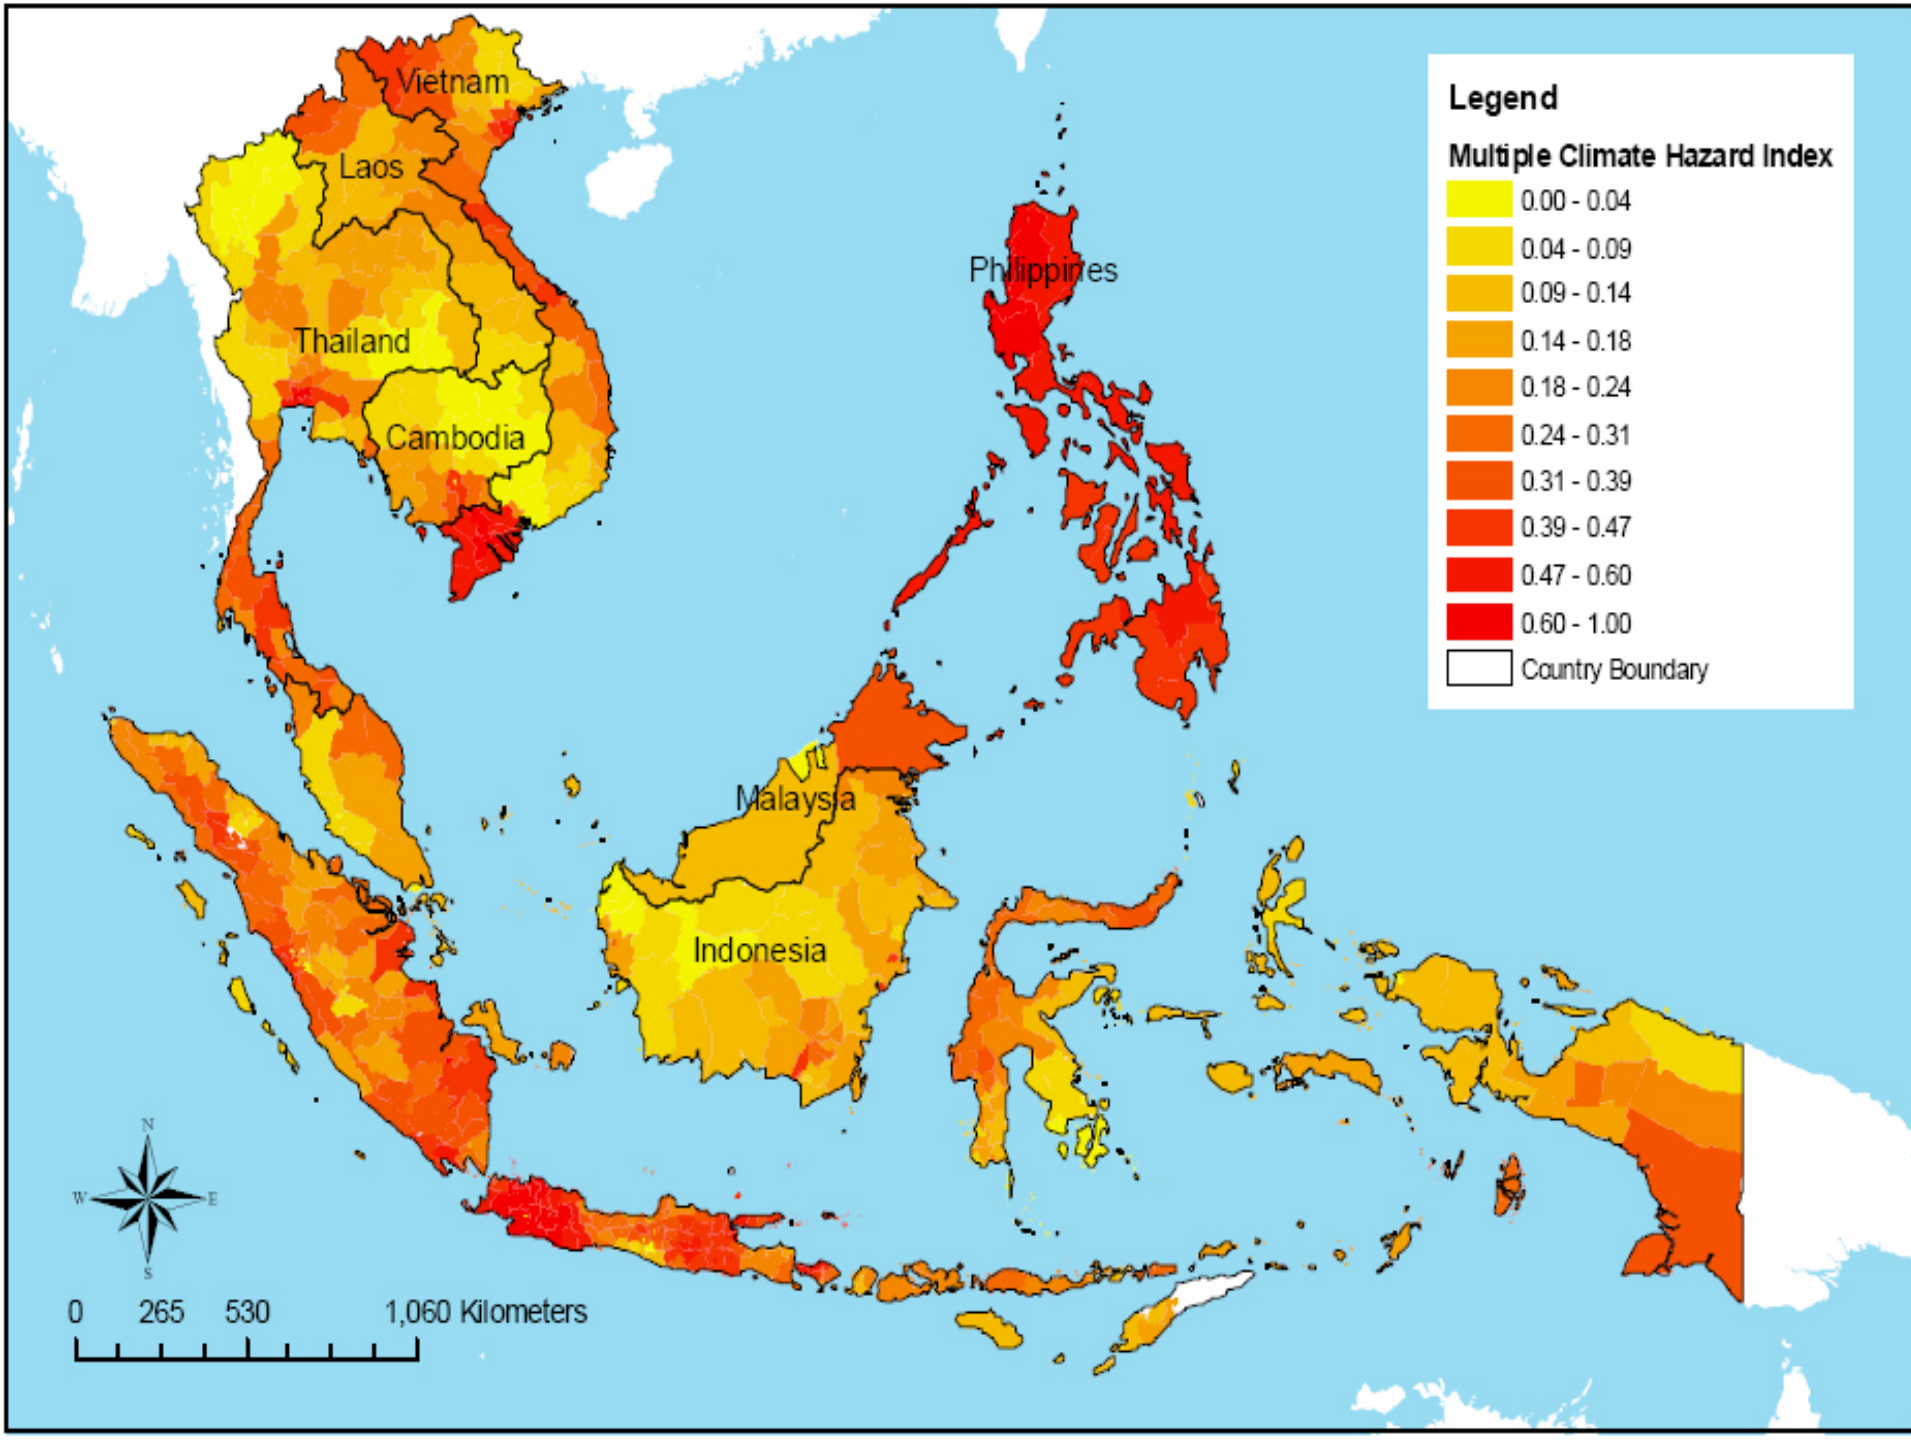 Vietnam
Laos
Thailand
Cambodia
Philippines
Malaysia
Indonesia
Legend
Multiple Climate Hazard Index
0.00 - 0.04
0.04 - 0.09
0.09 - 0.14
0.14 - 0.18
0.18 - 0.24
0.24 - 0.31
0.31 - 0.39
0.39 - 0.47
0.47 - 0.60
0.60 - 1.00
Country Boundary
N
W E
S
0 265 530 1,060 Kilometers